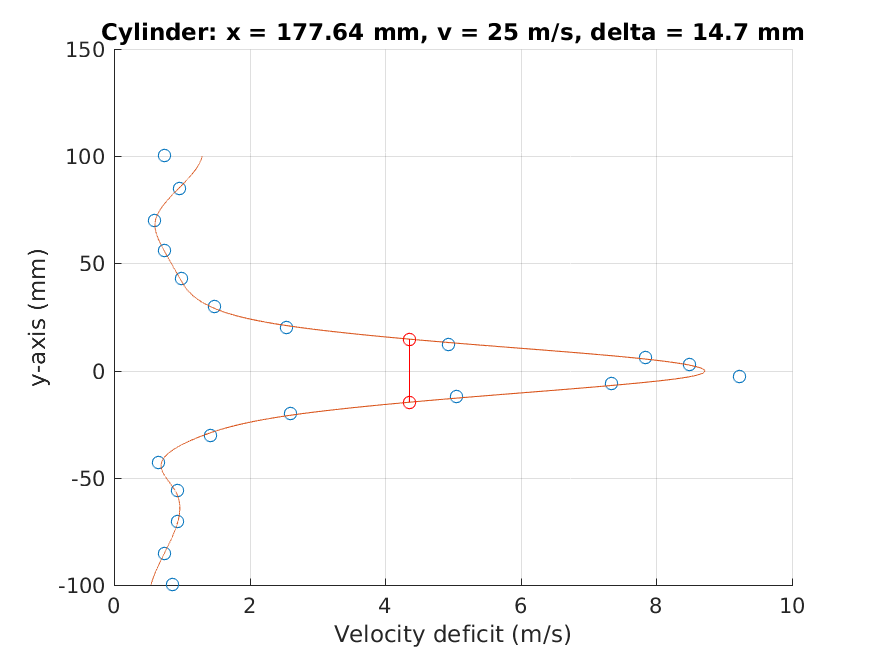 Cylinder: x = 177.64 mm, v = 25 m/s, delta = 14.7 mm
150
100
50
0
-50
-100
y-axis (mm)
0 2 4 6 8 10
Velocity deficit (m/s)